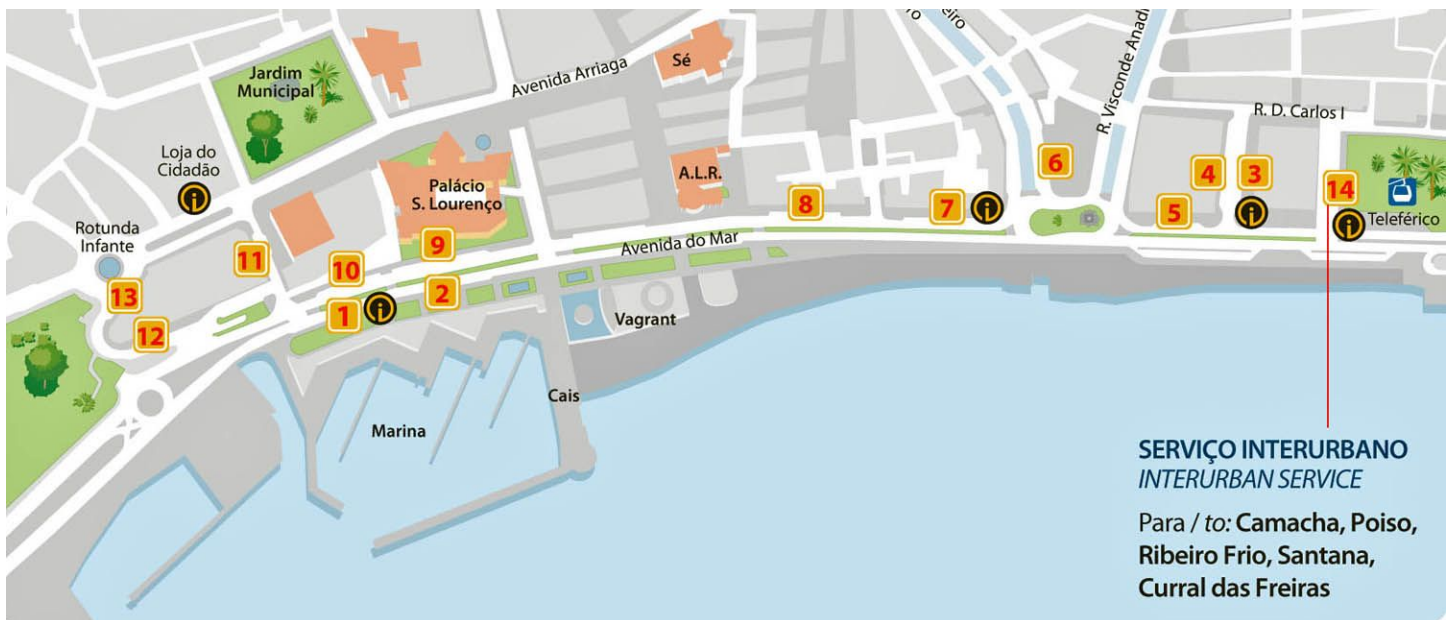 Jardim
Municipal
Avenida Arriaga
Sé
R. Visconde Anadi
R. D. Carlos I
Loja do
Cidadão
i
Palácio
S. Lourenço
A.L.R.
6
4
3
14
Teleférico
i
i
5
7
i
8
Rotunda
Infante
9
Avenida do Mar
11
10
13
2
1
i
12
Vagrant
Cais
Marina
SERVIÇO INTERURBANO
INTERURBAN SERVICE
Para / to: Camacha, Poiso,
Ribeiro Frio, Santana,
Curral das Freiras